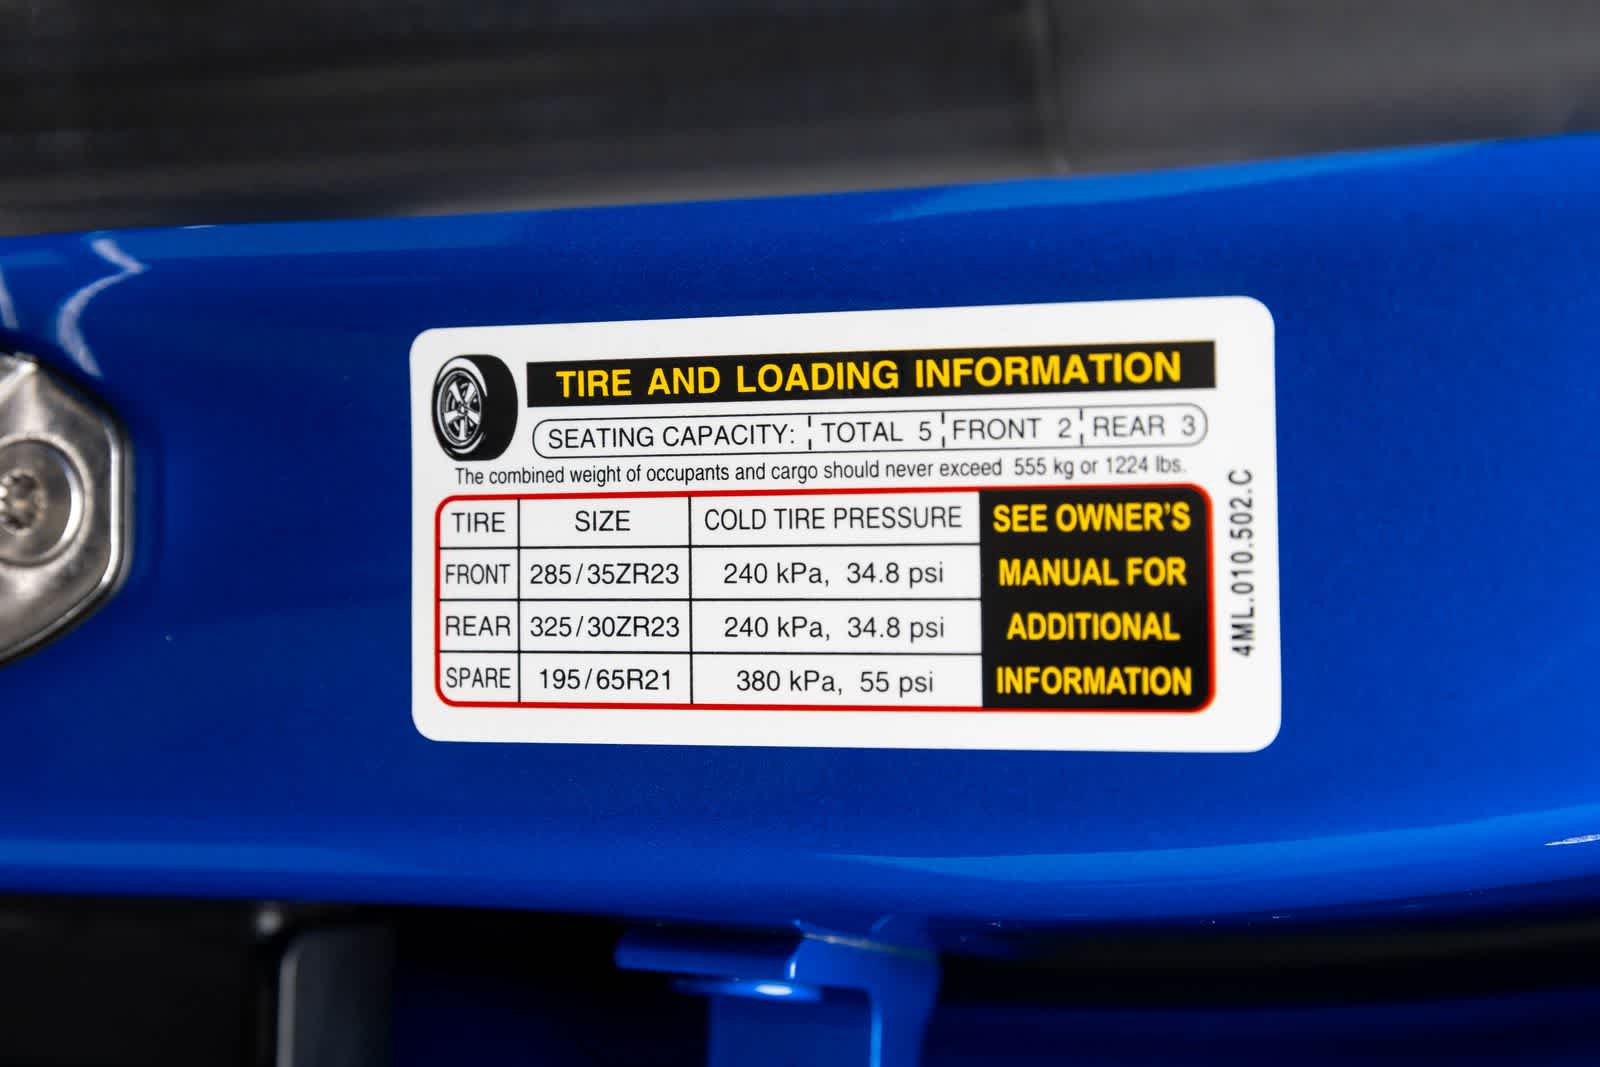 TIRE AND LOADING INFORMATION
SEATING CAPACITY: TOTAL 5 FRONT 2 REAR 3
The combined weight of occupants and cargo should never exceed 555 kg or 1224 lbs.
TIRE SIZE COLD TIRE PRESSURE
FRONT 285/35ZR23 240 kPa, 34.8 psi
REAR 325/30ZR23 240 kPa, 34.8 psi
SPARE 195/65R21 380 kPa, 55 psi
SEE OWNER'S
MANUAL FOR
ADDITIONAL
INFORMATION
4ML.010.502.C